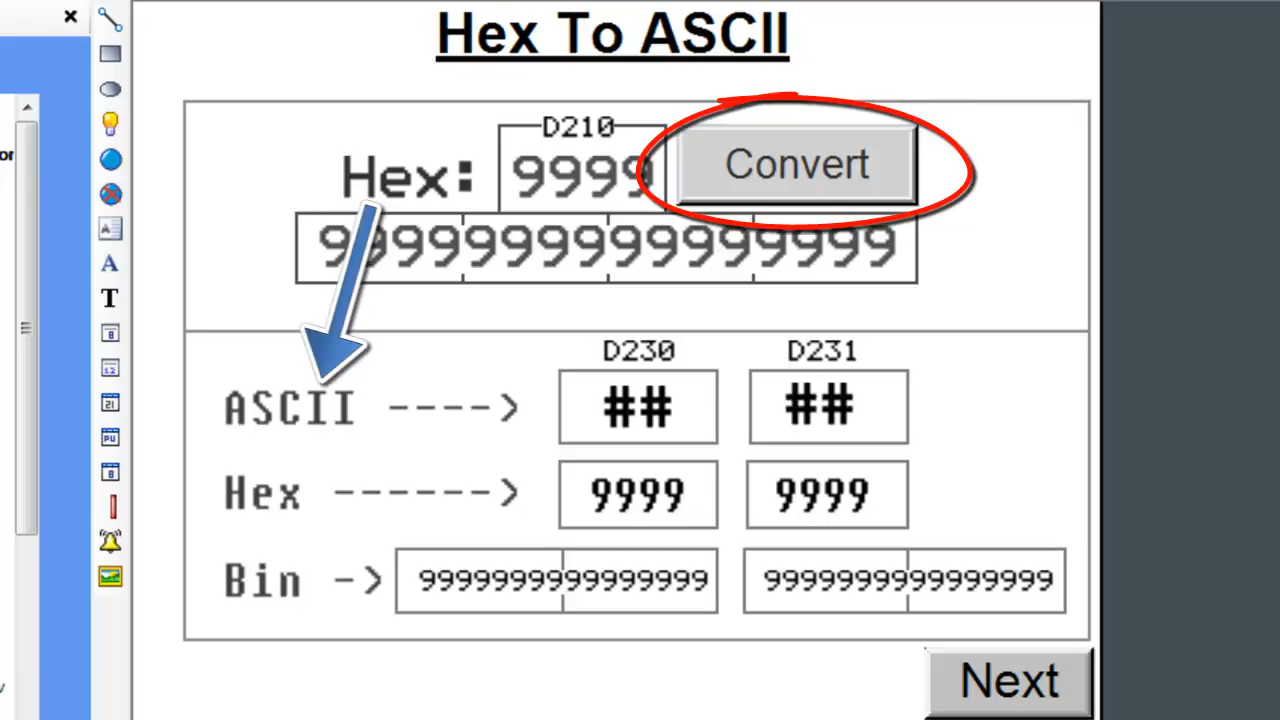 Hex To ASCII
D210
Hex: 9999 Convert
9999999999999999
D230 D231
ASCII ----> ## ##
Hex ------> 9999 9999
Bin -> 9999999999999999 9999999999999999
Next